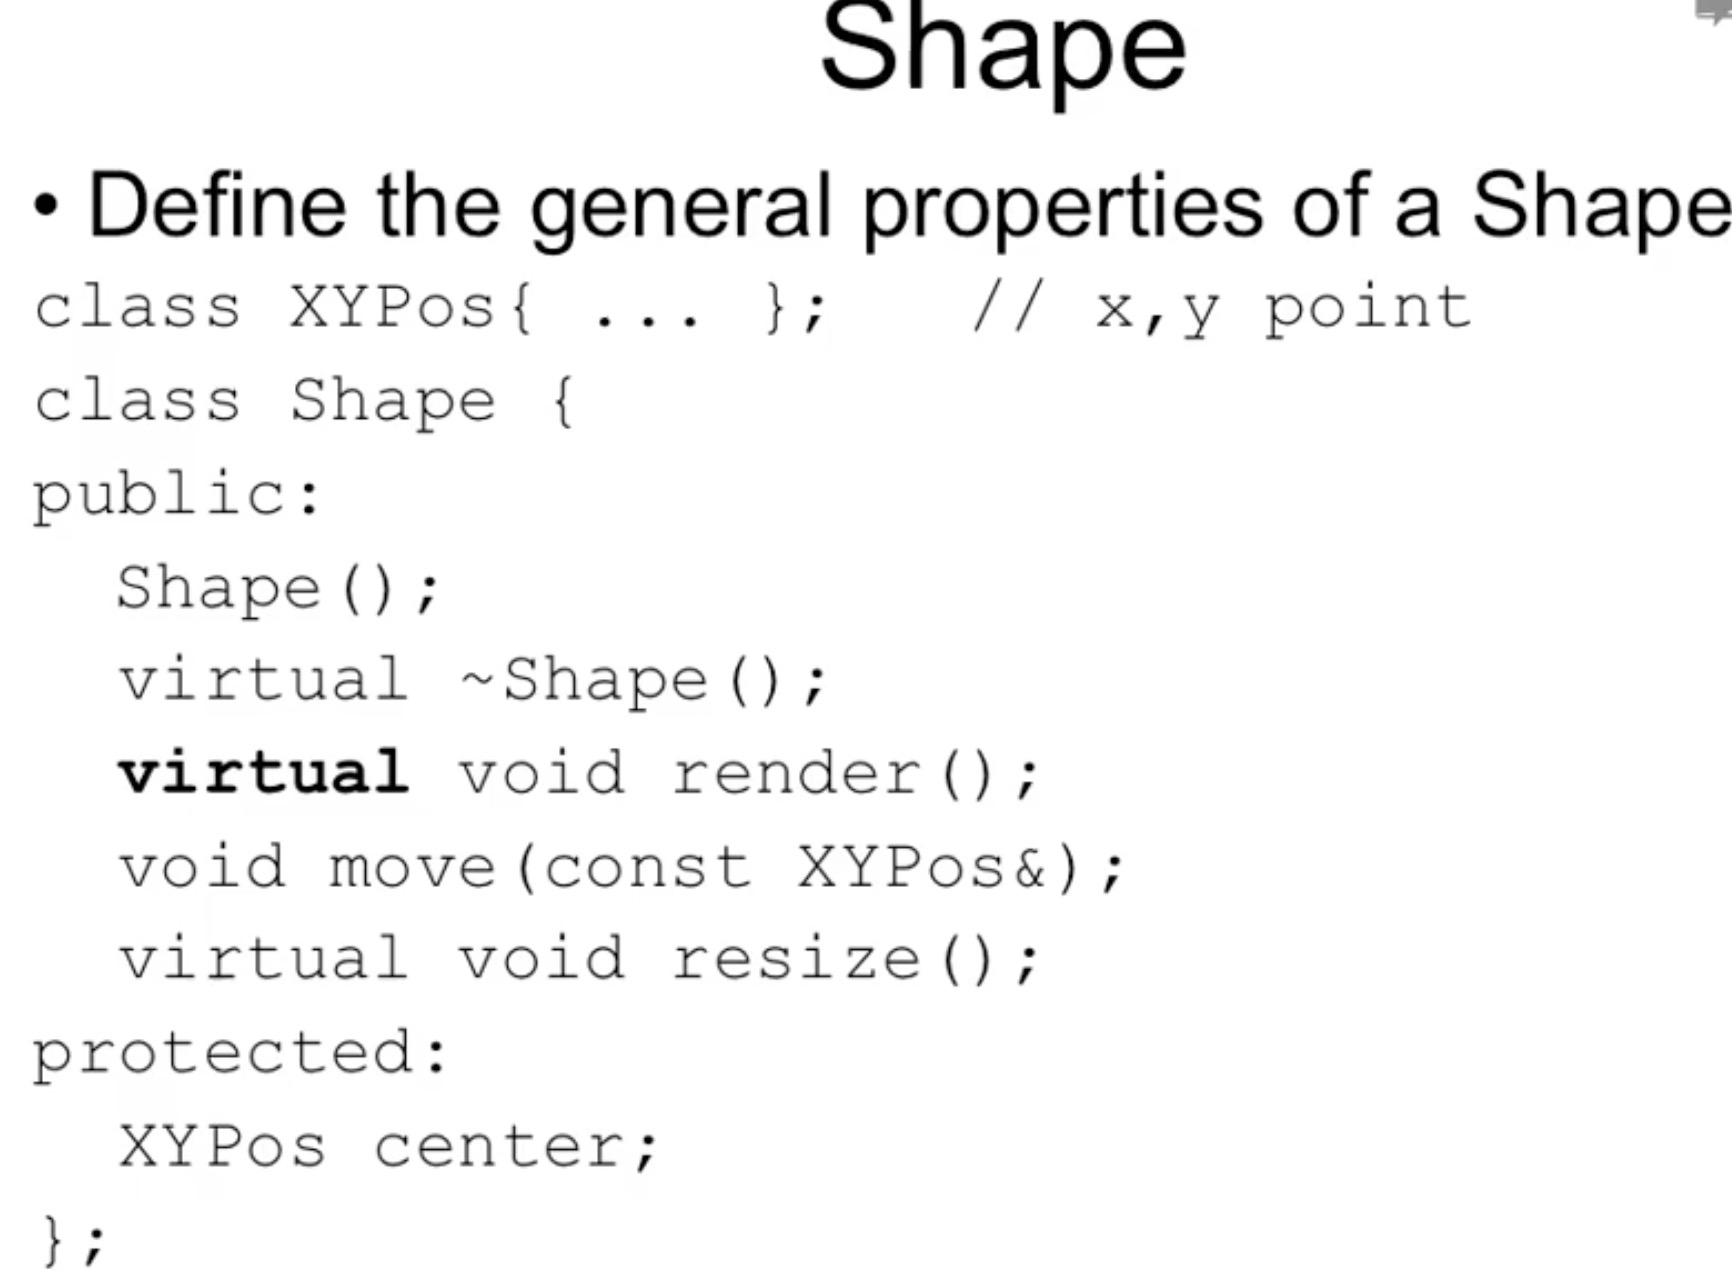 Shape
• Define the general properties of a Shape
class XYPos{ ... };   // x,y point
class Shape {
public:
  Shape();
  virtual ~Shape();
  virtual void render();
  void move(const XYPos&);
  virtual void resize();
protected:
  XYPos center;
};